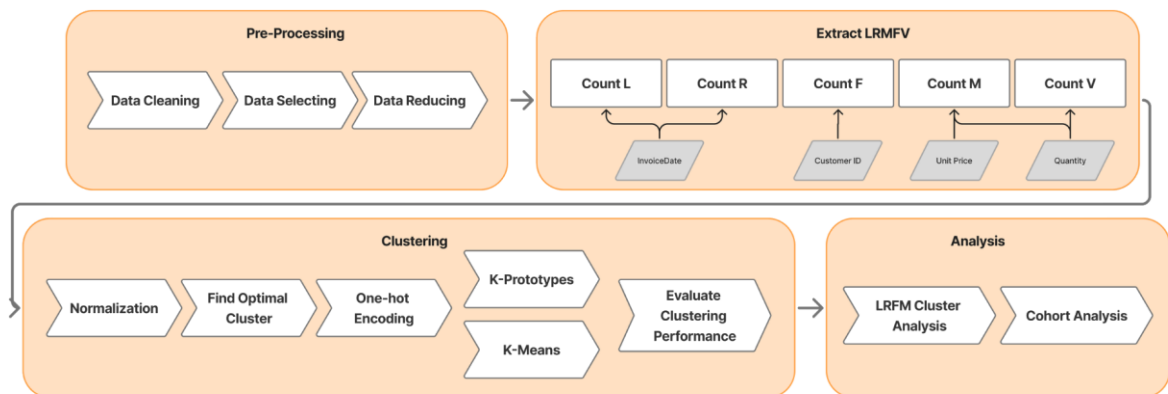 Pre-Processing
Data Cleaning
Data Selecting
Data Reducing
Extract LRMFV
Count L
Count R
Count F
Count M
Count V
InvoiceDate
Customer ID
Unit Price
Quantity
Clustering
Normalization
Find Optimal
Cluster
One-hot
Encoding
K-Prototypes
K-Means
Evaluate
Clustering
Performance
Analysis
LRFM Cluster
Analysis
Cohort Analysis